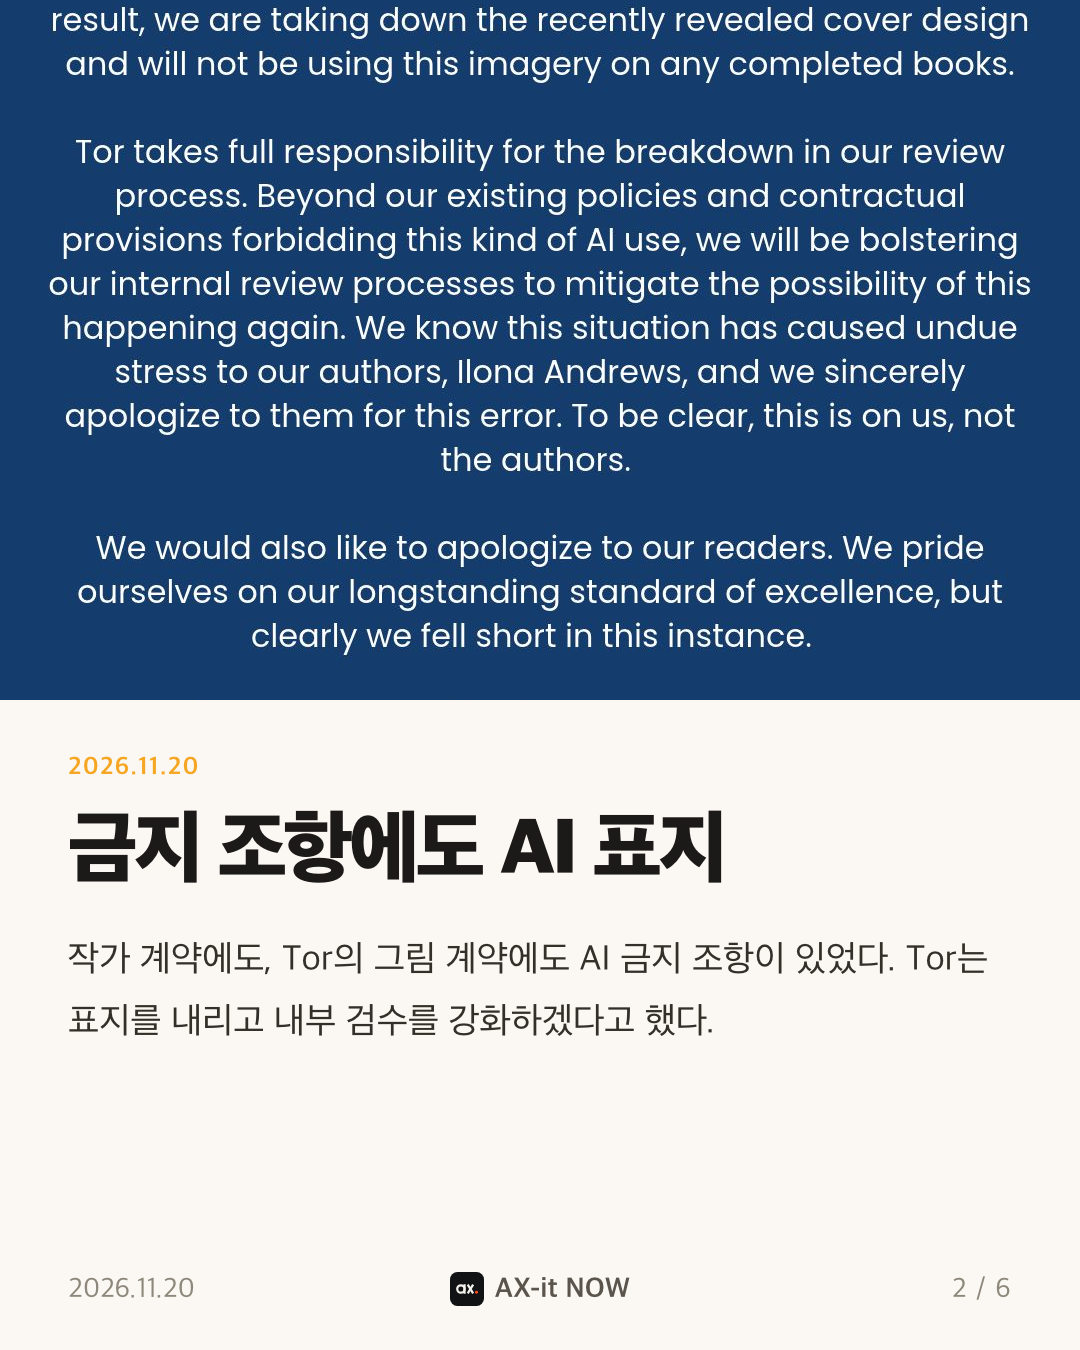 result, we are taking down the recently revealed cover design
and will not be using this imagery on any completed books.
Tor takes full responsibility for the breakdown in our review
process. Beyond our existing policies and contractual
provisions forbidding this kind of AI use, we will be bolstering
our internal review processes to mitigate the possibility of this
happening again. We know this situation has caused undue
stress to our authors, Ilona Andrews, and we sincerely
apologize to them for this error. To be clear, this is on us, not
the authors.
We would also like to apologize to our readers. We pride
ourselves on our longstanding standard of excellence, but
clearly we fell short in this instance.
2026.11.20
금지 조항에도 AI 표지
작가 계약에도, Tor의 그림 계약에도 AI 금지 조항이 있었다. Tor는
표지를 내리고 내부 검수를 강화하겠다고 했다.
2026.11.20
ax. AX-it NOW
2 / 6